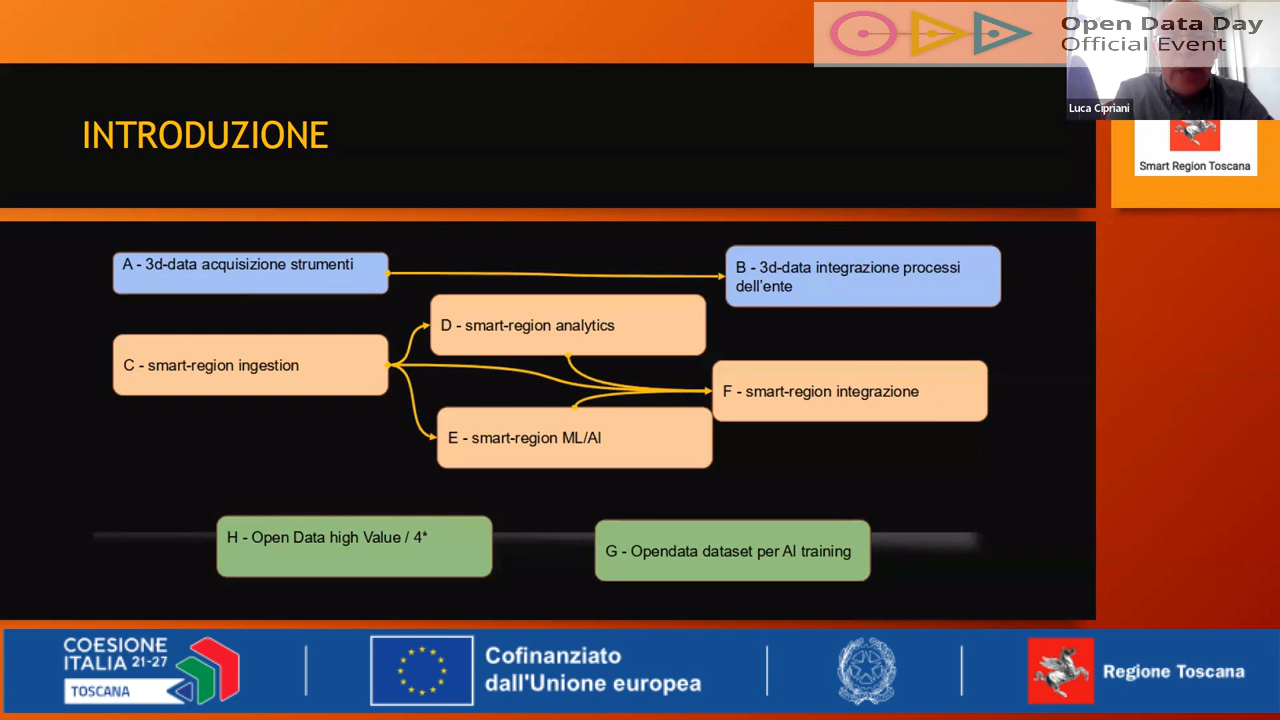 Open Data Day
Official Event
Luca Cipriani
Smart Region Toscana
INTRODUZIONE
A - 3d-data acquisizione strumenti
B - 3d-data integrazione processi
dell'ente
D - smart-region analytics
C - smart-region ingestion
F - smart-region integrazione
E - smart-region ML/AI
H - Open Data high Value / 4*
G - Opendata dataset per AI training
COESIONE
ITALIA 21-27
TOSCANA
Cofinanziato
dall'Unione europea
Regione Toscana